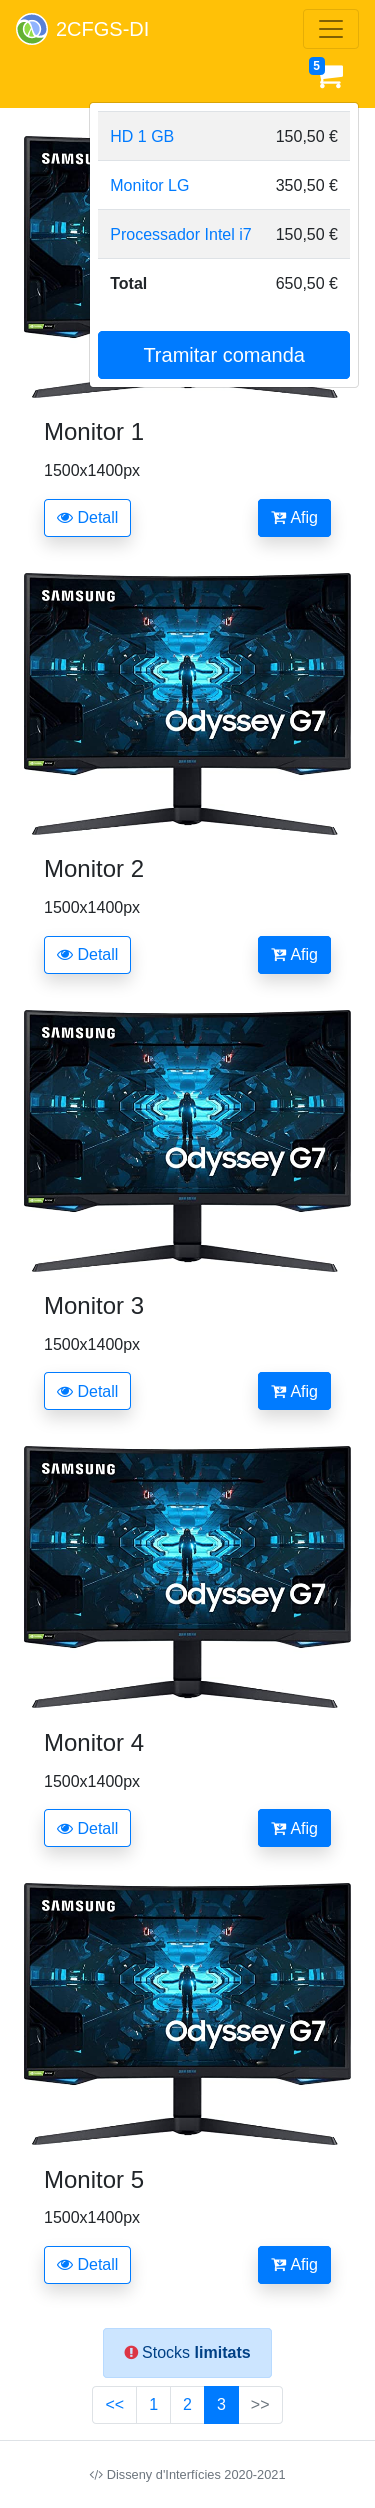 2CFGS-DI
5
HD 1 GB 150,50 €
Monitor LG 350,50 €
Processador Intel i7 150,50 €
Total 650,50 €
Tramitar comanda
SAMSUNG
Monitor 1
1500x1400px
Detall Afig
SAMSUNG
Odyssey G7
Monitor 2
1500x1400px
Detall Afig
SAMSUNG
Odyssey G7
Monitor 3
1500x1400px
Detall Afig
SAMSUNG
Odyssey G7
Monitor 4
1500x1400px
Detall Afig
SAMSUNG
Odyssey G7
Monitor 5
1500x1400px
Detall Afig
Stocks limitats
<< 1 2 3 >>
Disseny d'Interfícies 2020-2021